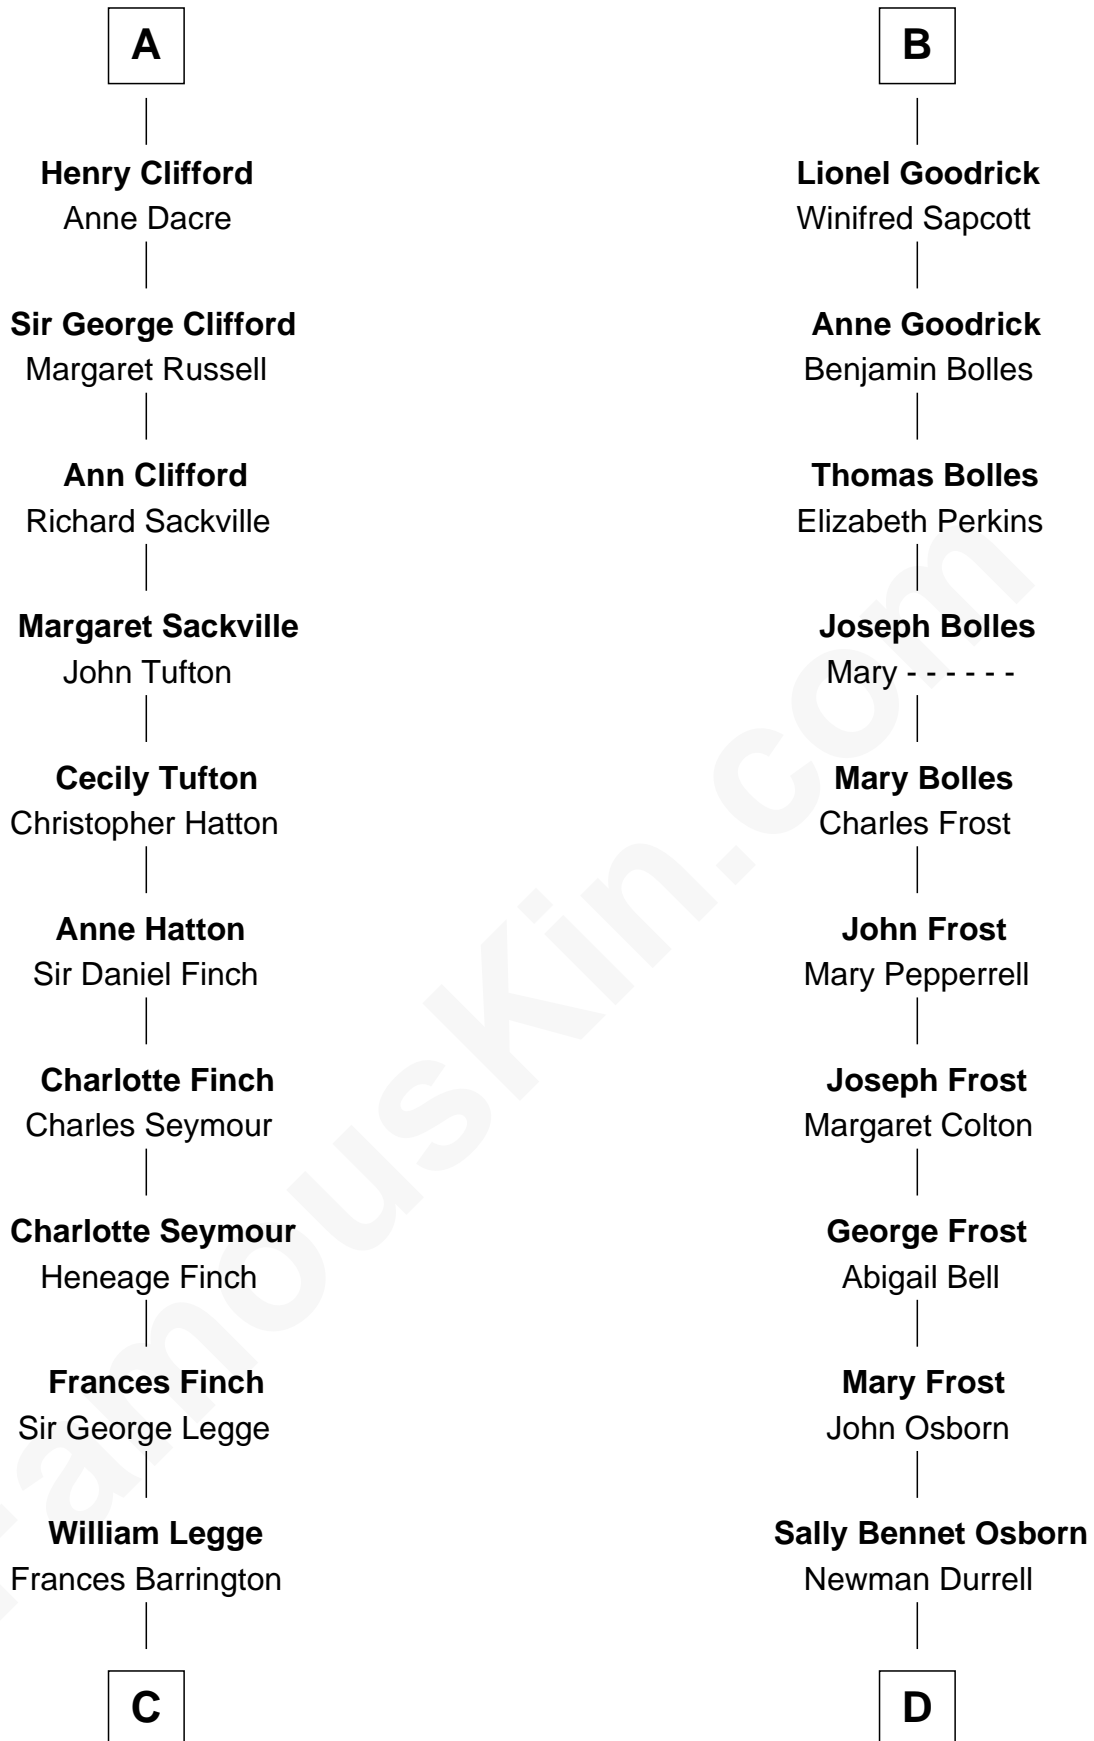 A
Henry Clifford
Anne Dacre
Sir George Clifford
Margaret Russell
Ann Clifford
Richard Sackville
Margaret Sackville
John Tufton
Cecily Tufton
Christopher Hatton
Anne Hatton
Sir Daniel Finch
Charlotte Finch
Charles Seymour
Charlotte Seymour
Heneage Finch
Frances Finch
Sir George Legge
William Legge
Frances Barrington
C
B
Lionel Goodrick
Winifred Sapcott
Anne Goodrick
Benjamin Bolles
Thomas Bolles
Elizabeth Perkins
Joseph Bolles
Mary - - - - - -
Mary Bolles
Charles Frost
John Frost
Mary Pepperrell
Joseph Frost
Margaret Colton
George Frost
Abigail Bell
Mary Frost
John Osborn
Sally Bennet Osborn
Newman Durrell
D
FamousKin.com